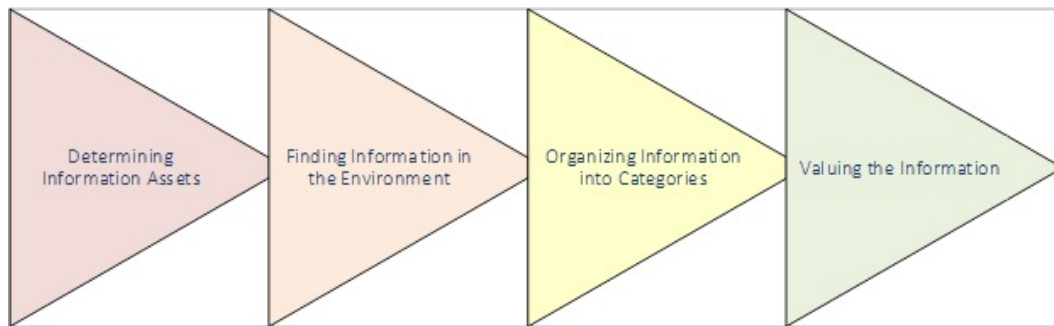 Determining
Information Assets
Finding Information in
the Environment
Organizing Information
into Categories
Valuing the Information